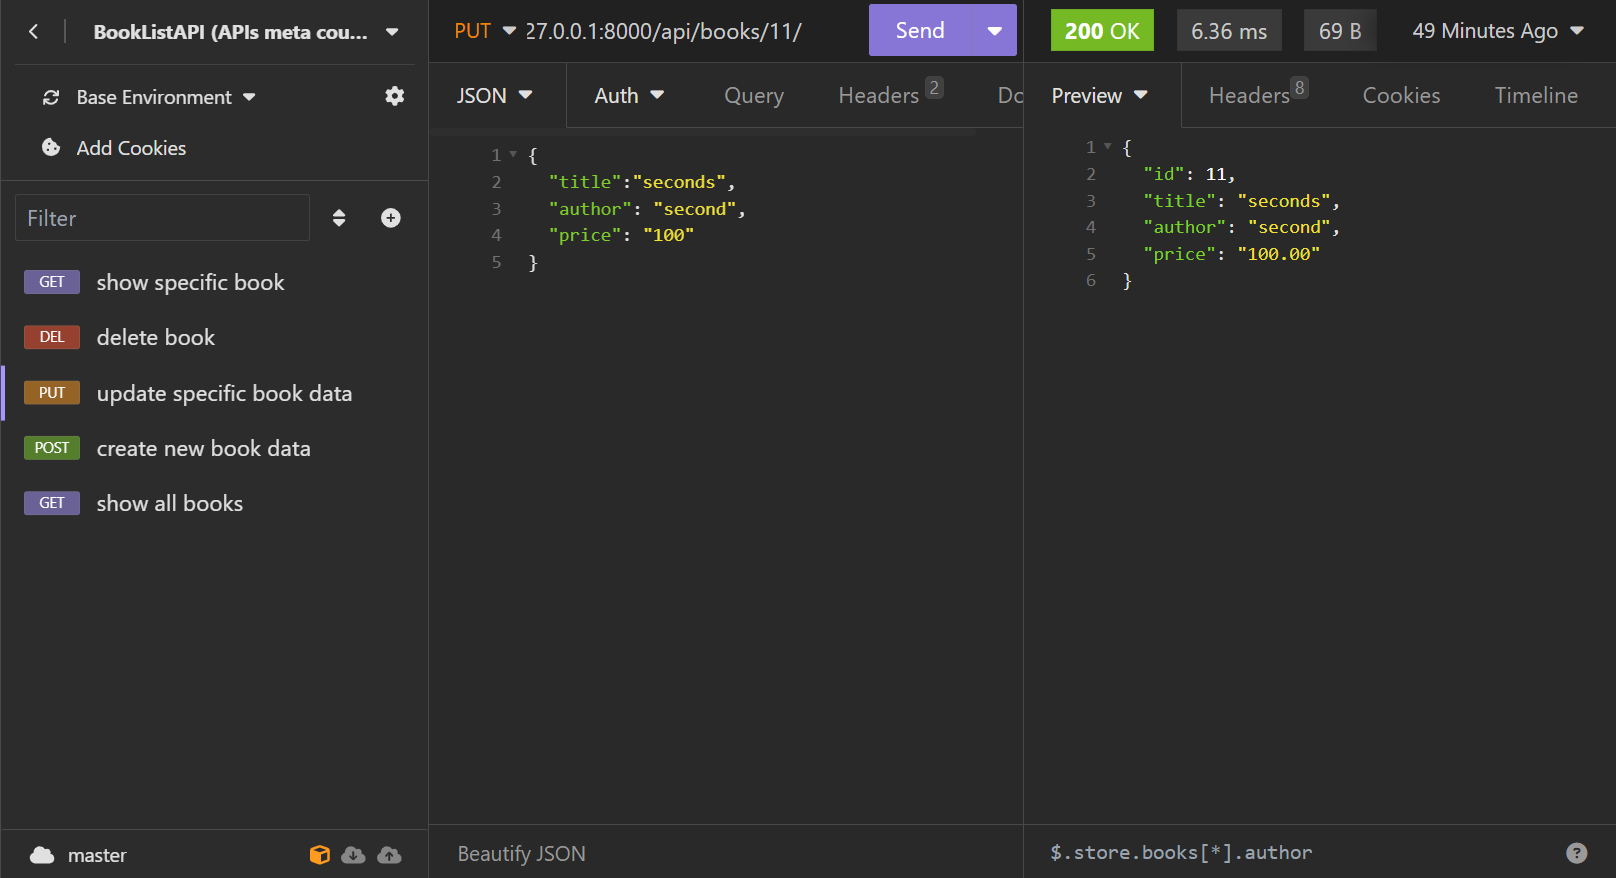 BookListAPI (APIs meta cou...
Base Environment
Add Cookies
Filter
GET show specific book
DEL delete book
PUT update specific book data
POST create new book data
GET show all books
master
PUT 27.0.0.1:8000/api/books/11/ Send
JSON Auth Query Headers 2 Do
1 {
2 "title":"seconds",
3 "author": "second",
4 "price": "100"
5 }
Beautify JSON
200 OK 6.36 ms 69 B 49 Minutes Ago
Preview Headers 8 Cookies Timeline
1 {
2 "id": 11,
3 "title": "seconds",
4 "author": "second",
5 "price": "100.00"
6 }
$.store.books[*].author